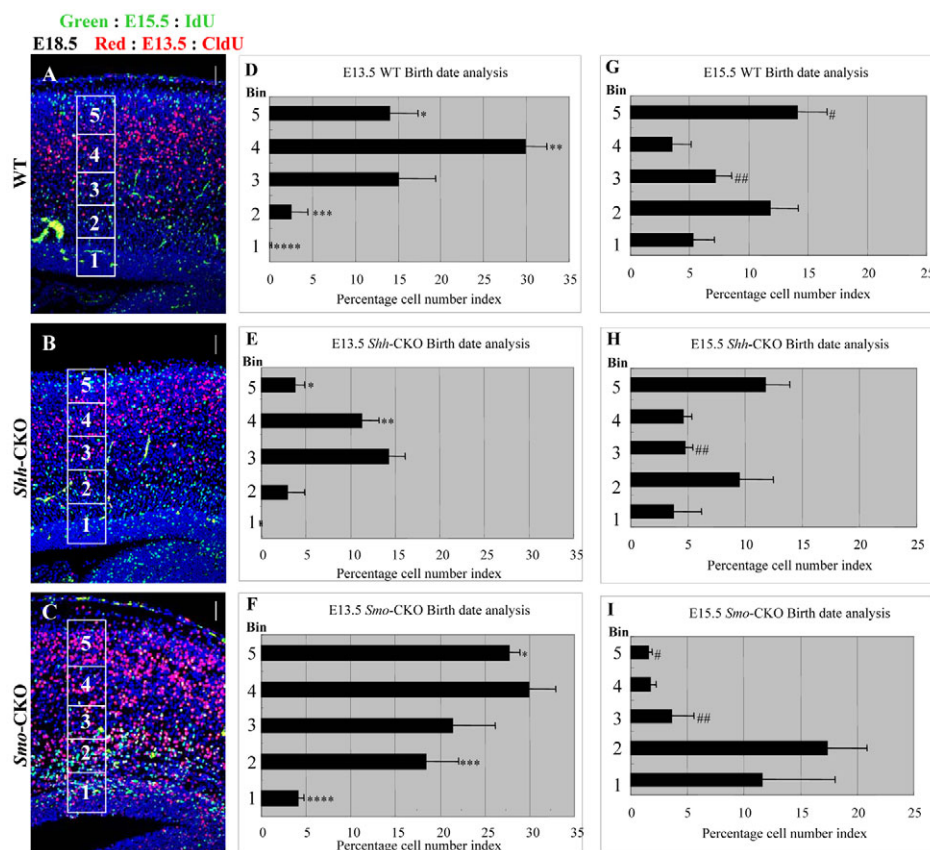 Green : E15.5 : IdU
E18.5 Red : E13.5 : CldU
A
5
4
3
2
1
WT
D
E13.5 WT Birth date analysis
Bin
5 *
4 **
3
2 ***
1 ****
0 5 10 15 20 25 30 35
Percentage cell number index
G
E15.5 WT Birth date analysis
Bin
5 #
4
3 ##
2
1
0 5 10 15 20 25
Percentage cell number index
B
5
4
3
2
1
Shh-CKO
E
E13.5 Shh-CKO Birth date analysis
Bin
5 *
4 **
3
2
1
0 5 10 15 20 25 30 35
Percentage cell number index
H
E15.5 Shh-CKO Birth date analysis
Bin
5
4
3 ##
2
1
0 5 10 15 20 25
Percentage cell number index
C
5
4
3
2
1
Smo-CKO
F
E13.5 Smo-CKO Birth date analysis
Bin
5 *
4
3
2 ***
1 ****
0 5 10 15 20 25 30 35
Percentage cell number index
I
E15.5 Smo-CKO Birth date analysis
Bin
5 #
4
3 ##
2
1
0 5 10 15 20 25
Percentage cell number index